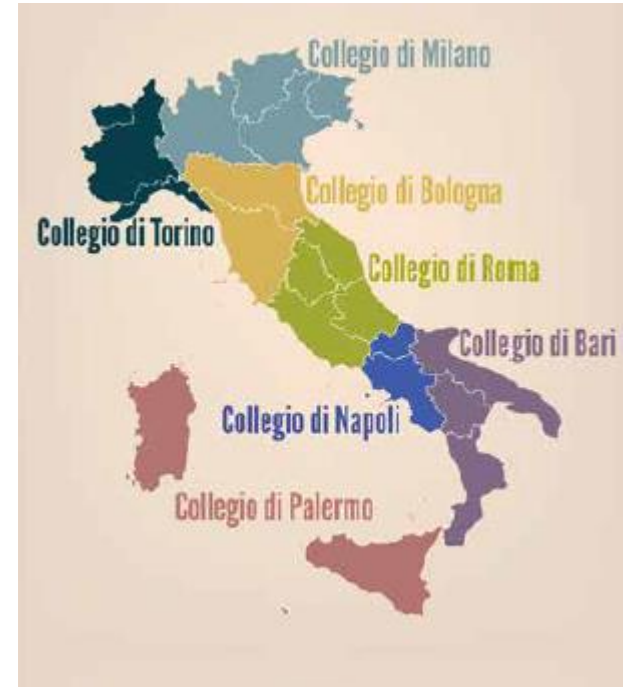 Collegio di Milano
Collegio di Bologna
Collegio di Torino
Collegio di Roma
Collegio di Bari
Collegio di Napoli
Collegio di Palermo